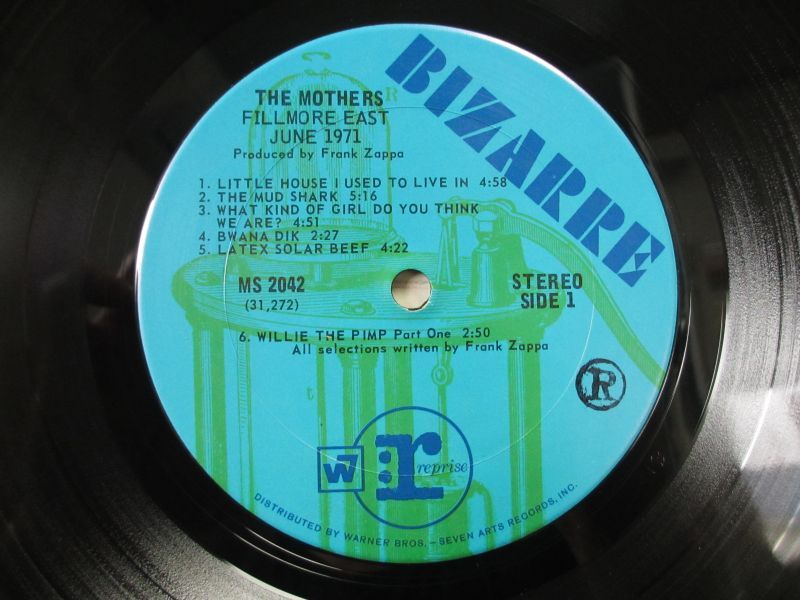 BIZARRE
R
THE MOTHERS
FILLMORE EAST
JUNE 1971
Produced by Frank Zappa
1. LITTLE HOUSE I USED TO LIVE IN 4:58
2. THE MUD SHARK 5:16
3. WHAT KIND OF GIRL DO YOU THINK
WE ARE? 4:51
4. BWANA DIK 2:27
5. LATEX SOLAR BEEF 4:22
MS 2042
(31,272)
STEREO
SIDE 1
6. WILLIE THE PIMP Part One 2:50
All selections written by Frank Zappa
R
W7
r: reprise
DISTRIBUTED BY WARNER BROS. – SEVEN ARTS RECORDS, INC.